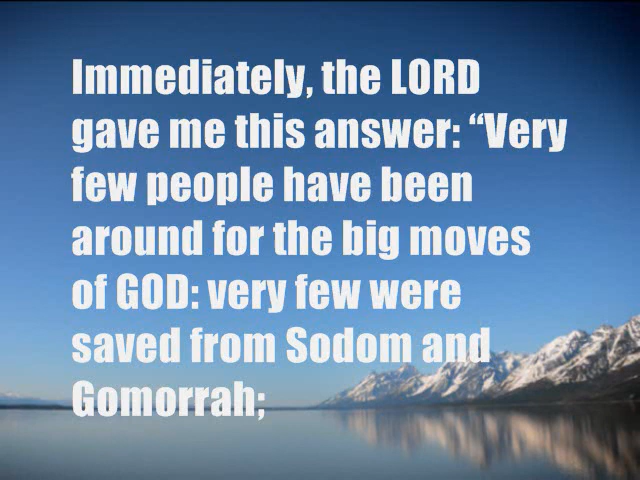 Immediately, the LORD
gave me this answer: “Very
few people have been
around for the big moves
of GOD: very few were
saved from Sodom and
Gomorrah;